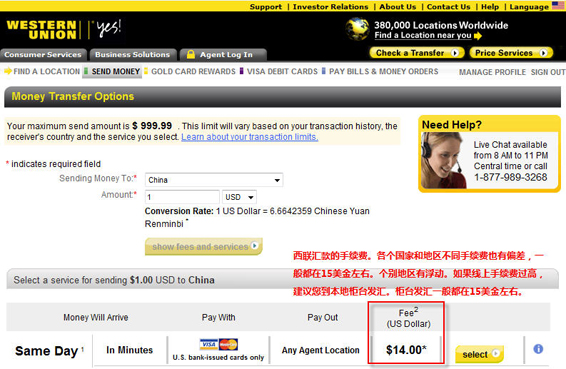 Support | Investor Relations | About Us | Contact Us | Help | Language
WESTERN UNION | yes!
380,000 Locations Worldwide
Find a Location near you
Consumer Services
Business Solutions
Agent Log In
Check a Transfer
Price Services
FIND A LOCATION SEND MONEY GOLD CARD REWARDS VISA DEBIT CARDS PAY BILLS & MONEY ORDERS MANAGE PROFILE SIGN OUT
Money Transfer Options
Your maximum send amount is $ 999.99 . This limit will vary based on your transaction history, the
receiver's country and the service you select. Learn about your transaction limits.
Need Help?
Live Chat available
from 8 AM to 11 PM
Central time or call
1-877-989-3268
* indicates required field
Sending Money To:* China
Amount:* 1 USD
Conversion Rate: 1 US Dollar = 6.6642359 Chinese Yuan
Renminbi *
show fees and services
西联汇款的手续费。各个国家和地区不同手续费也有偏差，一
般都在15美金左右。个别地区有浮动。如果线上手续费过高，
建议您到本地柜台发汇。柜台发汇一般都在15美金左右。
Select a service for sending $1.00 USD to China
Money Will Arrive
Pay With
Pay Out
Fee2
(US Dollar)
Same Day 1
In Minutes
VISA MasterCard
U.S. bank-issued cards only
Any Agent Location
$14.00*
select
i